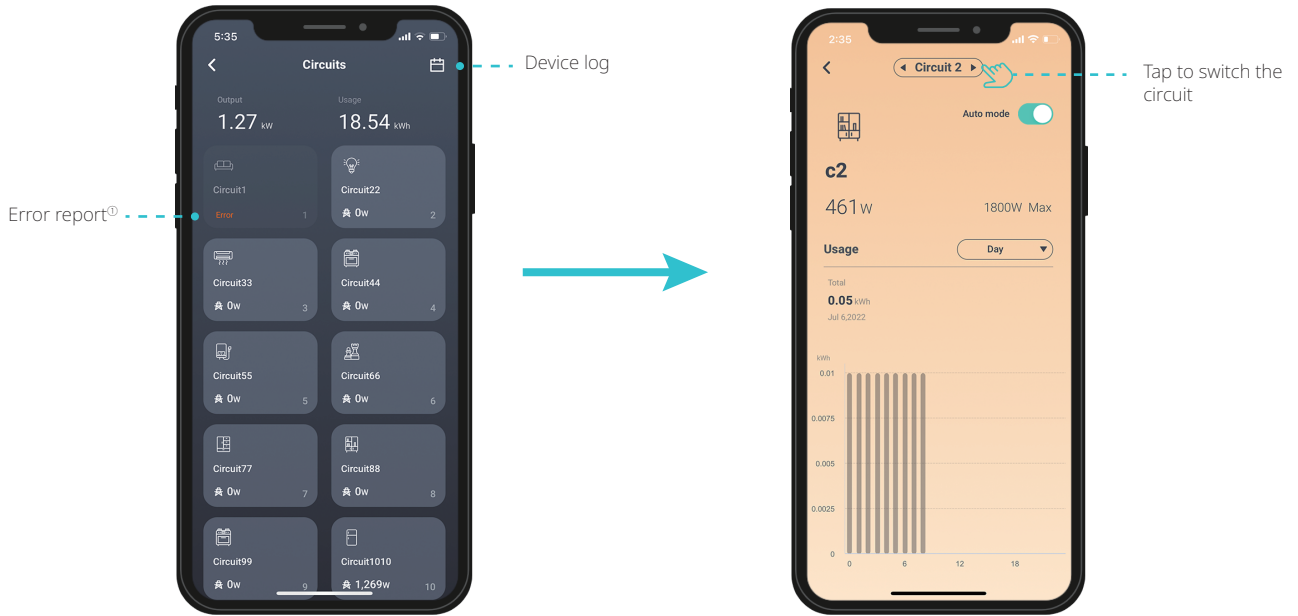 5:35
Circuits
Device log
Output
Usage
1.27 kW
18.54 kWh
Circuit1
Error
1
Circuit22
0w
2
Error report①
Circuit33
0w
3
Circuit44
0w
4
Circuit55
0w
5
Circuit66
0w
6
Circuit77
0w
7
Circuit88
0w
8
Circuit99
0w
9
Circuit1010
1,269w
10
2:35
Circuit 2
Tap to switch the
circuit
Auto mode
c2
461w
1800W Max
Usage
Day
Total
0.05 kWh
Jul 6,2022
kWh
0.01
0.0075
0.005
0.0025
0
0 6 12 18